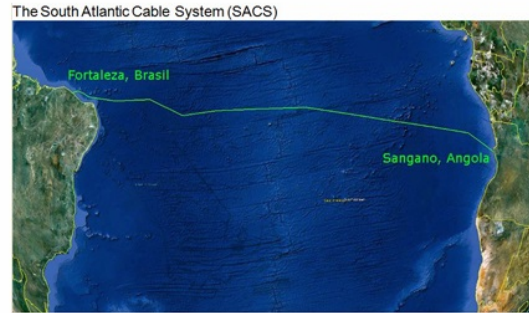 The South Atlantic Cable System (SACS)
Fortaleza, Brasil
Sangano, Angola